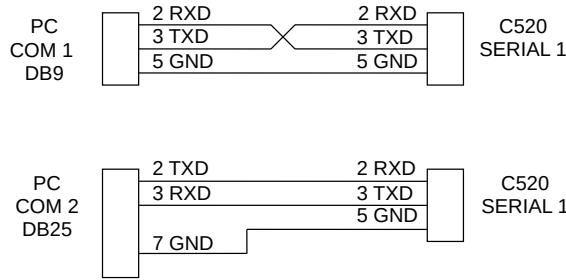 PC
COM 1
DB9
2 RXD
3 TXD
5 GND
2 RXD
3 TXD
5 GND
C520
SERIAL 1
PC
COM 2
DB25
2 TXD
3 RXD
7 GND
2 RXD
3 TXD
5 GND
C520
SERIAL 1